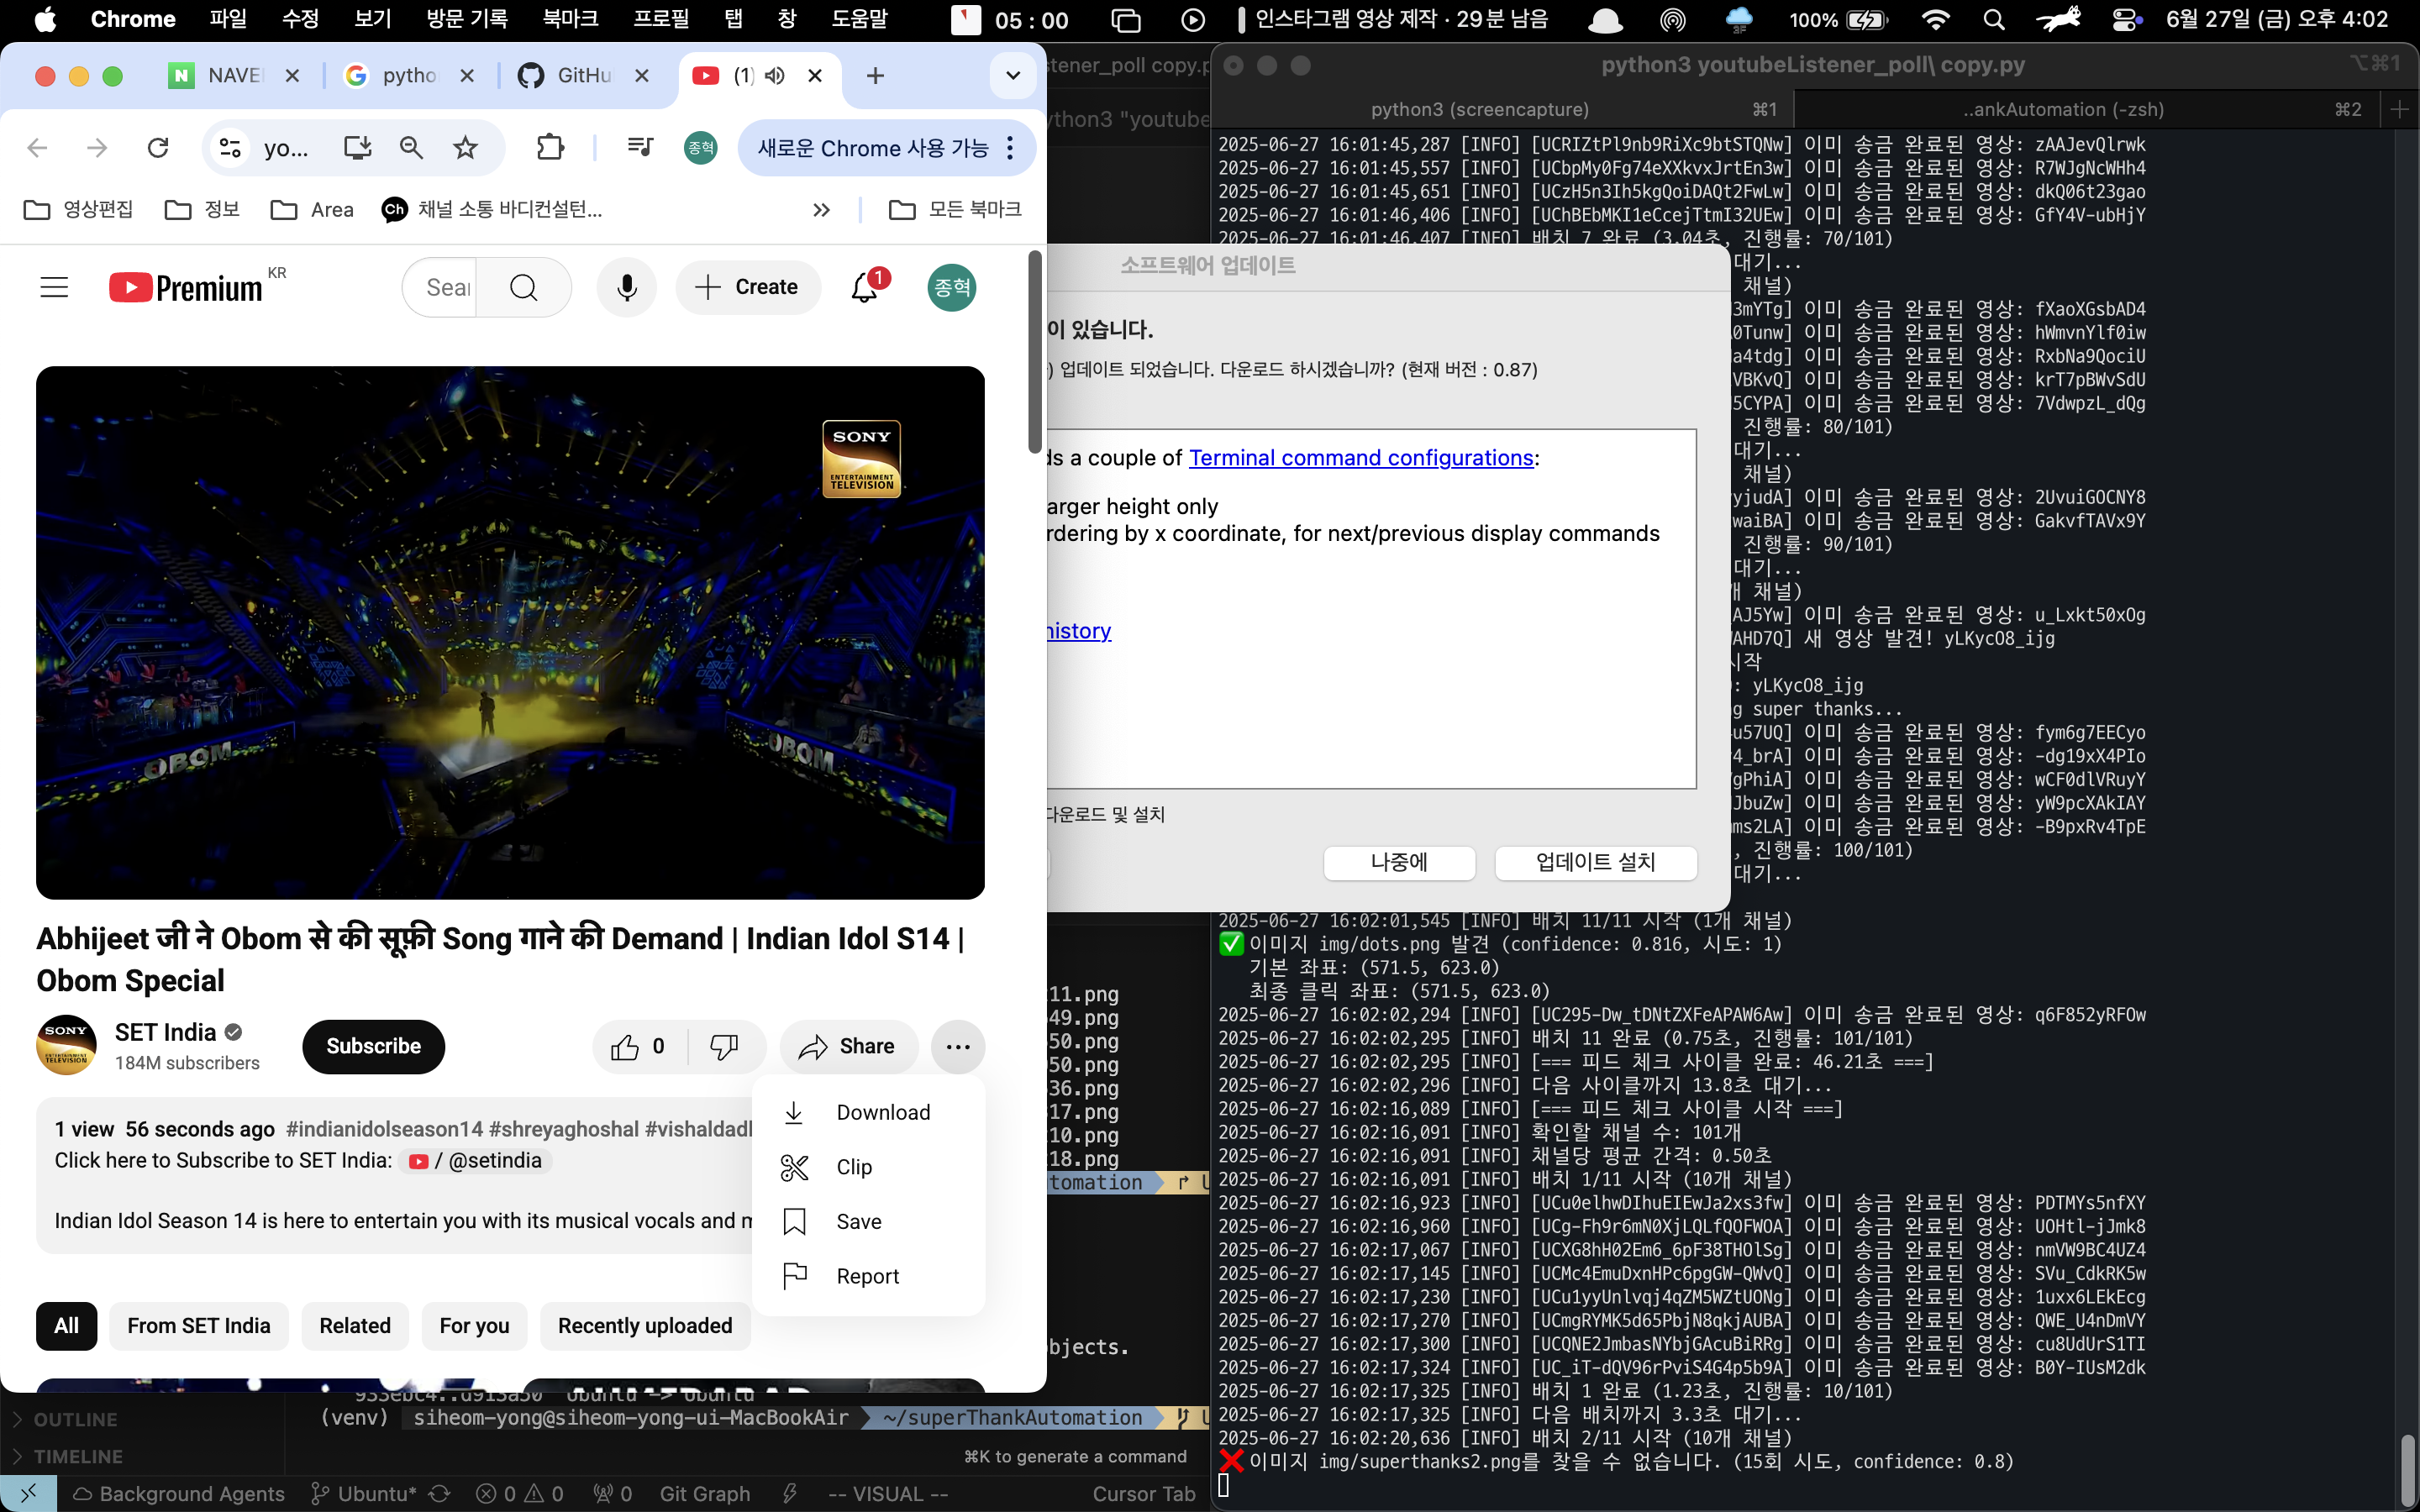 Chrome 파일 수정 보기 방문 기록 북마크 프로필 탭 창 도움말 05 : 00 인스타그램 영상 제작 · 29분 남음 100% 6월 27일 (금) 오후 4:02
NAVE pytho GitHu (1)
yo... 종혁 새로운 Chrome 사용 가능
영상편집 정보 Area Ch 채널 소통 바디컨설턴... 모든 북마크
Premium KR
Sear
Create
1
종혁
SONY
ENTERTAINMENT
TELEVISION
OBOM
OBOM
Abhijeet जी ने Obom से की सूफ़ी Song गाने की Demand | Indian Idol S14 |
Obom Special
SET India
184M subscribers
Subscribe
0
Share
Download
Clip
Save
Report
1 view 56 seconds ago #indianidolseason14 #shreyaghoshal #vishaldadl
Click here to Subscribe to SET India: / @setindia
Indian Idol Season 14 is here to entertain you with its musical vocals and m
All From SET India Related For you Recently uploaded
stener_poll copy.p
ython3 "youtube
소프트웨어 업데이트
이 있습니다.
) 업데이트 되었습니다. 다운로드 하시겠습니까? (현재 버전 : 0.87)
ds a couple of Terminal command configurations:
arger height only
rdering by x coordinate, for next/previous display commands
history
다운로드 및 설치
나중에
업데이트 설치
11.png
49.png
50.png
50.png
36.png
17.png
10.png
18.png
tomation
bjects.
933ebc4..d913a50 Ubuntu -> Ubuntu
(venv) siheom-yong@siheom-yong-ui-MacBookAir ~/superThankAutomation
OUTLINE
TIMELINE
⌘K to generate a command
Background Agents Ubuntu* 0 0 0 Git Graph -- VISUAL -- Cursor Tab
python3 youtubeListener_poll\ copy.py ⌥⌘1
python3 (screencapture) ⌘1 ..ankAutomation (-zsh) ⌘2
2025-06-27 16:01:45,287 [INFO] [UCRIZtPl9nb9RiXc9btSTQNw] 이미 송금 완료된 영상: zAAJevQlrwk
2025-06-27 16:01:45,557 [INFO] [UCbpMy0Fg74eXXkvxJrtEn3w] 이미 송금 완료된 영상: R7WJgNcWHh4
2025-06-27 16:01:45,651 [INFO] [UCzH5n3Ih5kgQoiDAQt2FwLw] 이미 송금 완료된 영상: dkQ06t23gao
2025-06-27 16:01:46,406 [INFO] [UChBEbMKI1eCcejTtmI32UEw] 이미 송금 완료된 영상: GfY4V-ubHjY
2025-06-27 16:01:46,407 [INFO] 배치 7 완료 (3.04초, 진행률: 70/101)
대기...
채널)
3mYTg] 이미 송금 완료된 영상: fXaoXGsbAD4
0Tunw] 이미 송금 완료된 영상: hWmvnYlf0iw
a4tdg] 이미 송금 완료된 영상: RxbNa9QociU
VBKvQ] 이미 송금 완료된 영상: krT7pBWvSdU
5CYPA] 이미 송금 완료된 영상: 7VdwpzL_dQg
진행률: 80/101)
대기...
채널)
yjudA] 이미 송금 완료된 영상: 2UvuiGOCNY8
waiBA] 이미 송금 완료된 영상: GakvfTAVx9Y
진행률: 90/101)
대기...
개 채널)
AJ5Yw] 이미 송금 완료된 영상: u_Lxkt50xOg
AHD7Q] 새 영상 발견! yLKycO8_ijg
시작
: yLKycO8_ijg
g super thanks...
u57UQ] 이미 송금 완료된 영상: fym6g7EECyo
4_brA] 이미 송금 완료된 영상: -dg19xX4PIo
gPhiA] 이미 송금 완료된 영상: wCF0dlVRuyY
JbuZw] 이미 송금 완료된 영상: yW9pcXAkIAY
ms2LA] 이미 송금 완료된 영상: -B9pxRv4TpE
, 진행률: 100/101)
대기...
2025-06-27 16:02:01,545 [INFO] 배치 11/11 시작 (1개 채널)
✅ 이미지 img/dots.png 발견 (confidence: 0.816, 시도: 1)
기본 좌표: (571.5, 623.0)
최종 클릭 좌표: (571.5, 623.0)
2025-06-27 16:02:02,294 [INFO] [UC295-Dw_tDNtZXFeAPAW6Aw] 이미 송금 완료된 영상: q6F852yRFOw
2025-06-27 16:02:02,295 [INFO] 배치 11 완료 (0.75초, 진행률: 101/101)
2025-06-27 16:02:02,295 [INFO] [=== 피드 체크 사이클 완료: 46.21초 ===]
2025-06-27 16:02:02,296 [INFO] 다음 사이클까지 13.8초 대기...
2025-06-27 16:02:16,089 [INFO] [=== 피드 체크 사이클 시작 ===]
2025-06-27 16:02:16,091 [INFO] 확인할 채널 수: 101개
2025-06-27 16:02:16,091 [INFO] 채널당 평균 간격: 0.50초
2025-06-27 16:02:16,091 [INFO] 배치 1/11 시작 (10개 채널)
2025-06-27 16:02:16,923 [INFO] [UCu0elhwDIhuEIEwJa2xs3fw] 이미 송금 완료된 영상: PDTMYs5nfXY
2025-06-27 16:02:16,960 [INFO] [UCg-Fh9r6mN0XjLQLfQOFWOA] 이미 송금 완료된 영상: UOHtl-jJmk8
2025-06-27 16:02:17,067 [INFO] [UCXG8hH02Em6_6pF38THOlSg] 이미 송금 완료된 영상: nmVW9BC4UZ4
2025-06-27 16:02:17,145 [INFO] [UCMc4EmuDxnHPc6pgGW-QWvQ] 이미 송금 완료된 영상: SVu_CdkRK5w
2025-06-27 16:02:17,230 [INFO] [UCu1yyUnlvqj4qZM5WZtUONg] 이미 송금 완료된 영상: 1uxx6LEkEcg
2025-06-27 16:02:17,270 [INFO] [UCmgRYMK5d65PbjN8qkjAUBA] 이미 송금 완료된 영상: QWE_U4nDmVY
2025-06-27 16:02:17,300 [INFO] [UCQNE2JmbasNYbjGAcuBiRRg] 이미 송금 완료된 영상: cu8UdUrS1TI
2025-06-27 16:02:17,324 [INFO] [UC_iT-dQV96rPviS4G4p5b9A] 이미 송금 완료된 영상: B0Y-IUsM2dk
2025-06-27 16:02:17,325 [INFO] 배치 1 완료 (1.23초, 진행률: 10/101)
2025-06-27 16:02:17,325 [INFO] 다음 배치까지 3.3초 대기...
2025-06-27 16:02:20,636 [INFO] 배치 2/11 시작 (10개 채널)
❌ 이미지 img/superthanks2.png를 찾을 수 없습니다. (15회 시도, confidence: 0.8)